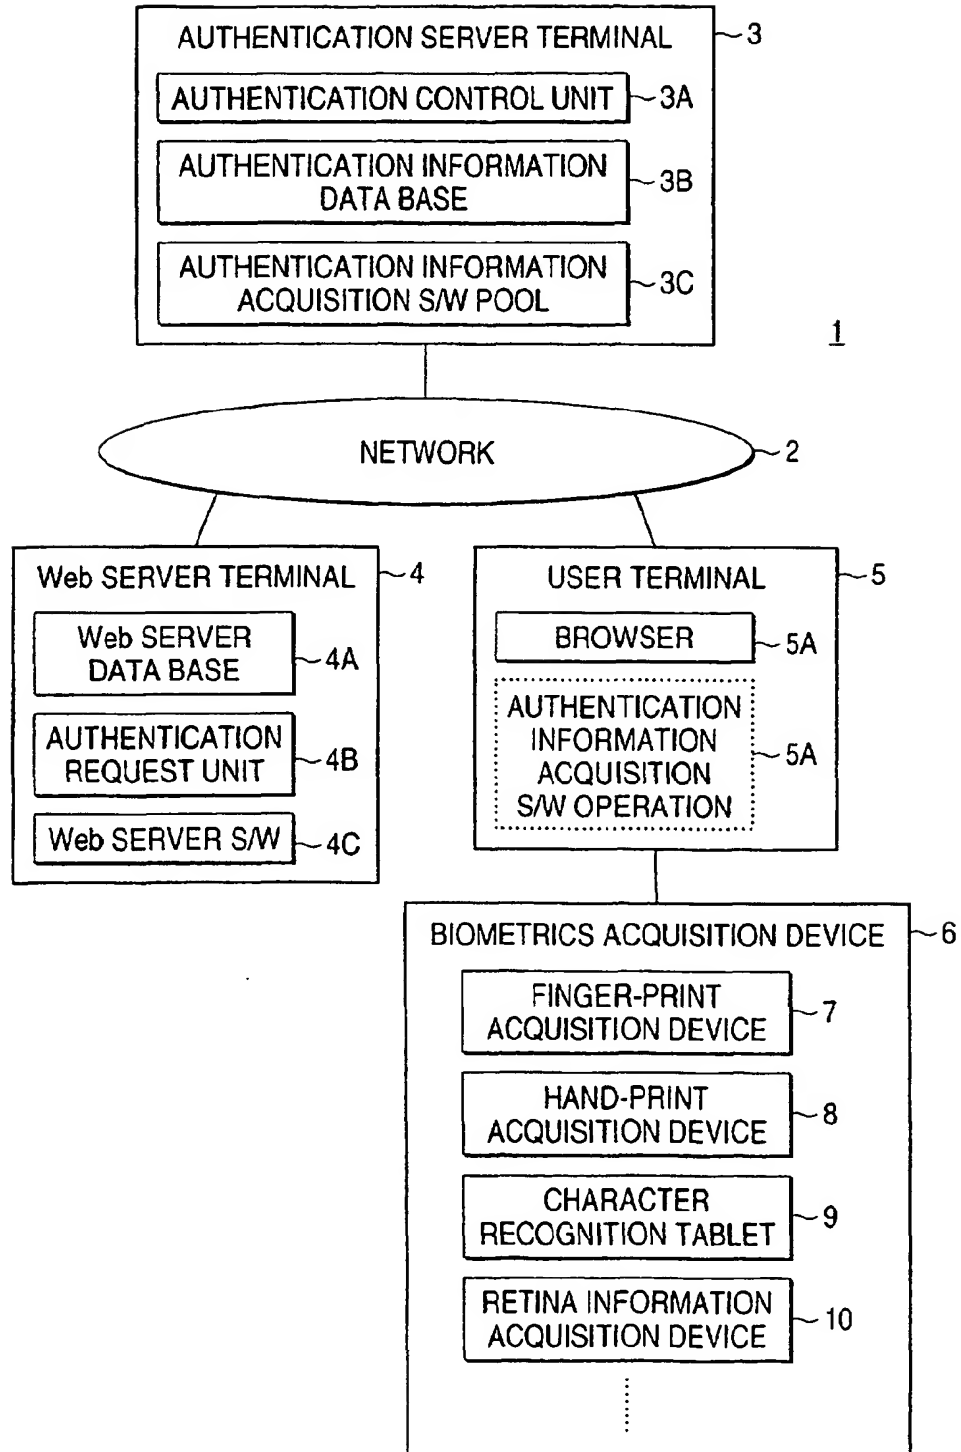 AUTHENTICATION SERVER TERMINAL
3
AUTHENTICATION CONTROL UNIT
3A
AUTHENTICATION INFORMATION
DATA BASE
3B
AUTHENTICATION INFORMATION
ACQUISITION S/W POOL
3C
1
NETWORK
2
Web SERVER TERMINAL
4
Web SERVER
DATA BASE
4A
AUTHENTICATION
REQUEST UNIT
4B
Web SERVER S/W
4C
USER TERMINAL
5
BROWSER
5A
AUTHENTICATION
INFORMATION
ACQUISITION
S/W OPERATION
5A
BIOMETRICS ACQUISITION DEVICE
6
FINGER-PRINT
ACQUISITION DEVICE
7
HAND-PRINT
ACQUISITION DEVICE
8
CHARACTER
RECOGNITION TABLET
9
RETINA INFORMATION
ACQUISITION DEVICE
10